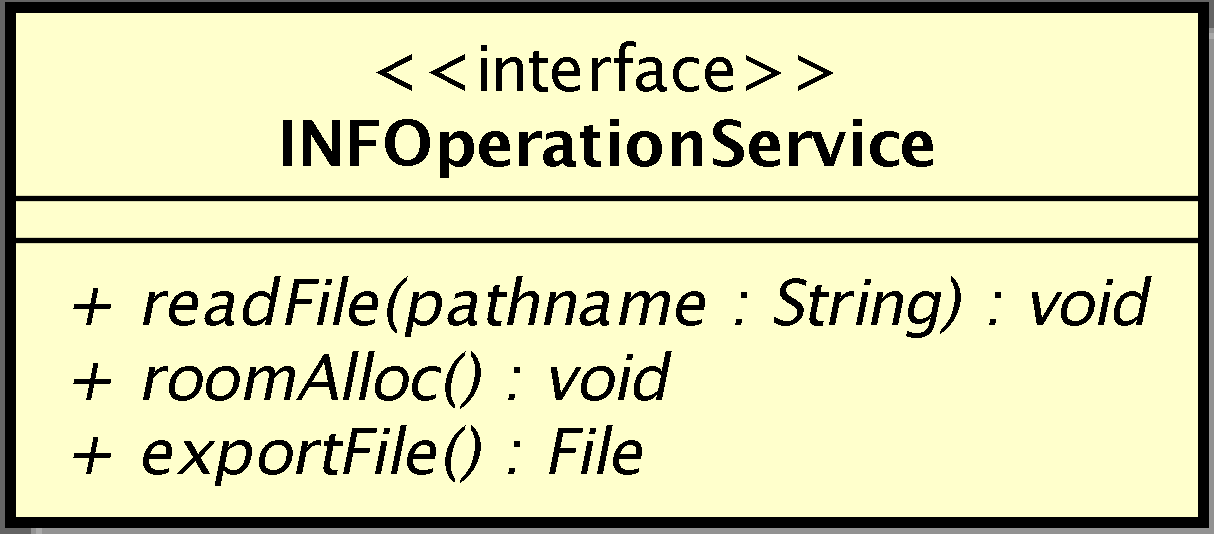 <<interface>>
INFOperationService
+ readFile(pathname : String) : void
+ roomAlloc() : void
+ exportFile() : File